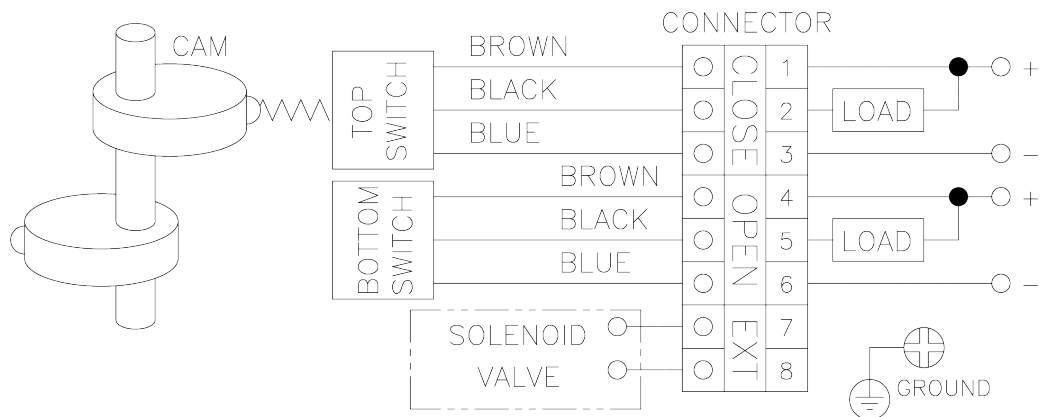 CONNECTOR
CAM
TOP
SWITCH
BROWN
BLACK
BLUE
BOTTOM
SWITCH
BROWN
BLACK
BLUE
SOLENOID
VALVE
CLOSE
OPEN
EXT
1
2
3
4
5
6
7
8
LOAD
+
−
LOAD
+
−
GROUND